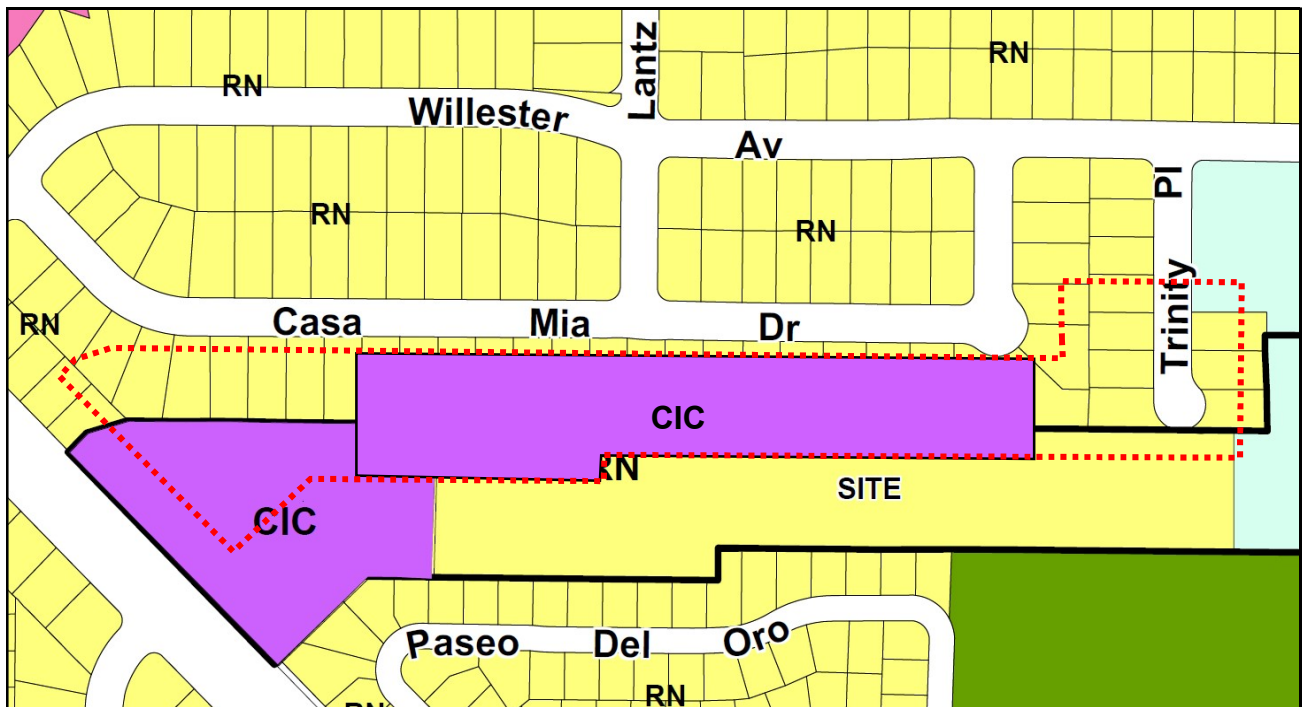 Lantz
RN
RN
Willester
Av
Pl
RN
RN
Trinity
RN
Casa
Mia
Dr
CIC
RN
SITE
CIC
Paseo
Del
Oro
RN
RN